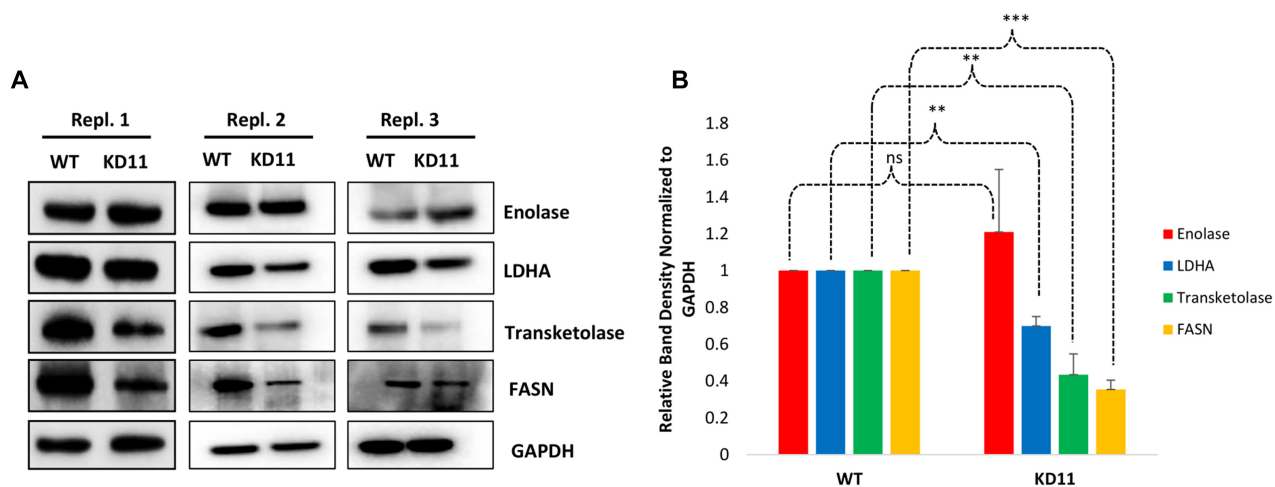 A
Repl. 1 Repl. 2 Repl. 3
WT KD11 WT KD11 WT KD11
Enolase
LDHA
Transketolase
FASN
GAPDH
B
***
**
**
ns
Relative Band Density Normalized to
GAPDH
1.8
1.6
1.4
1.2
1
0.8
0.6
0.4
0.2
0
WT KD11
Enolase
LDHA
Transketolase
FASN